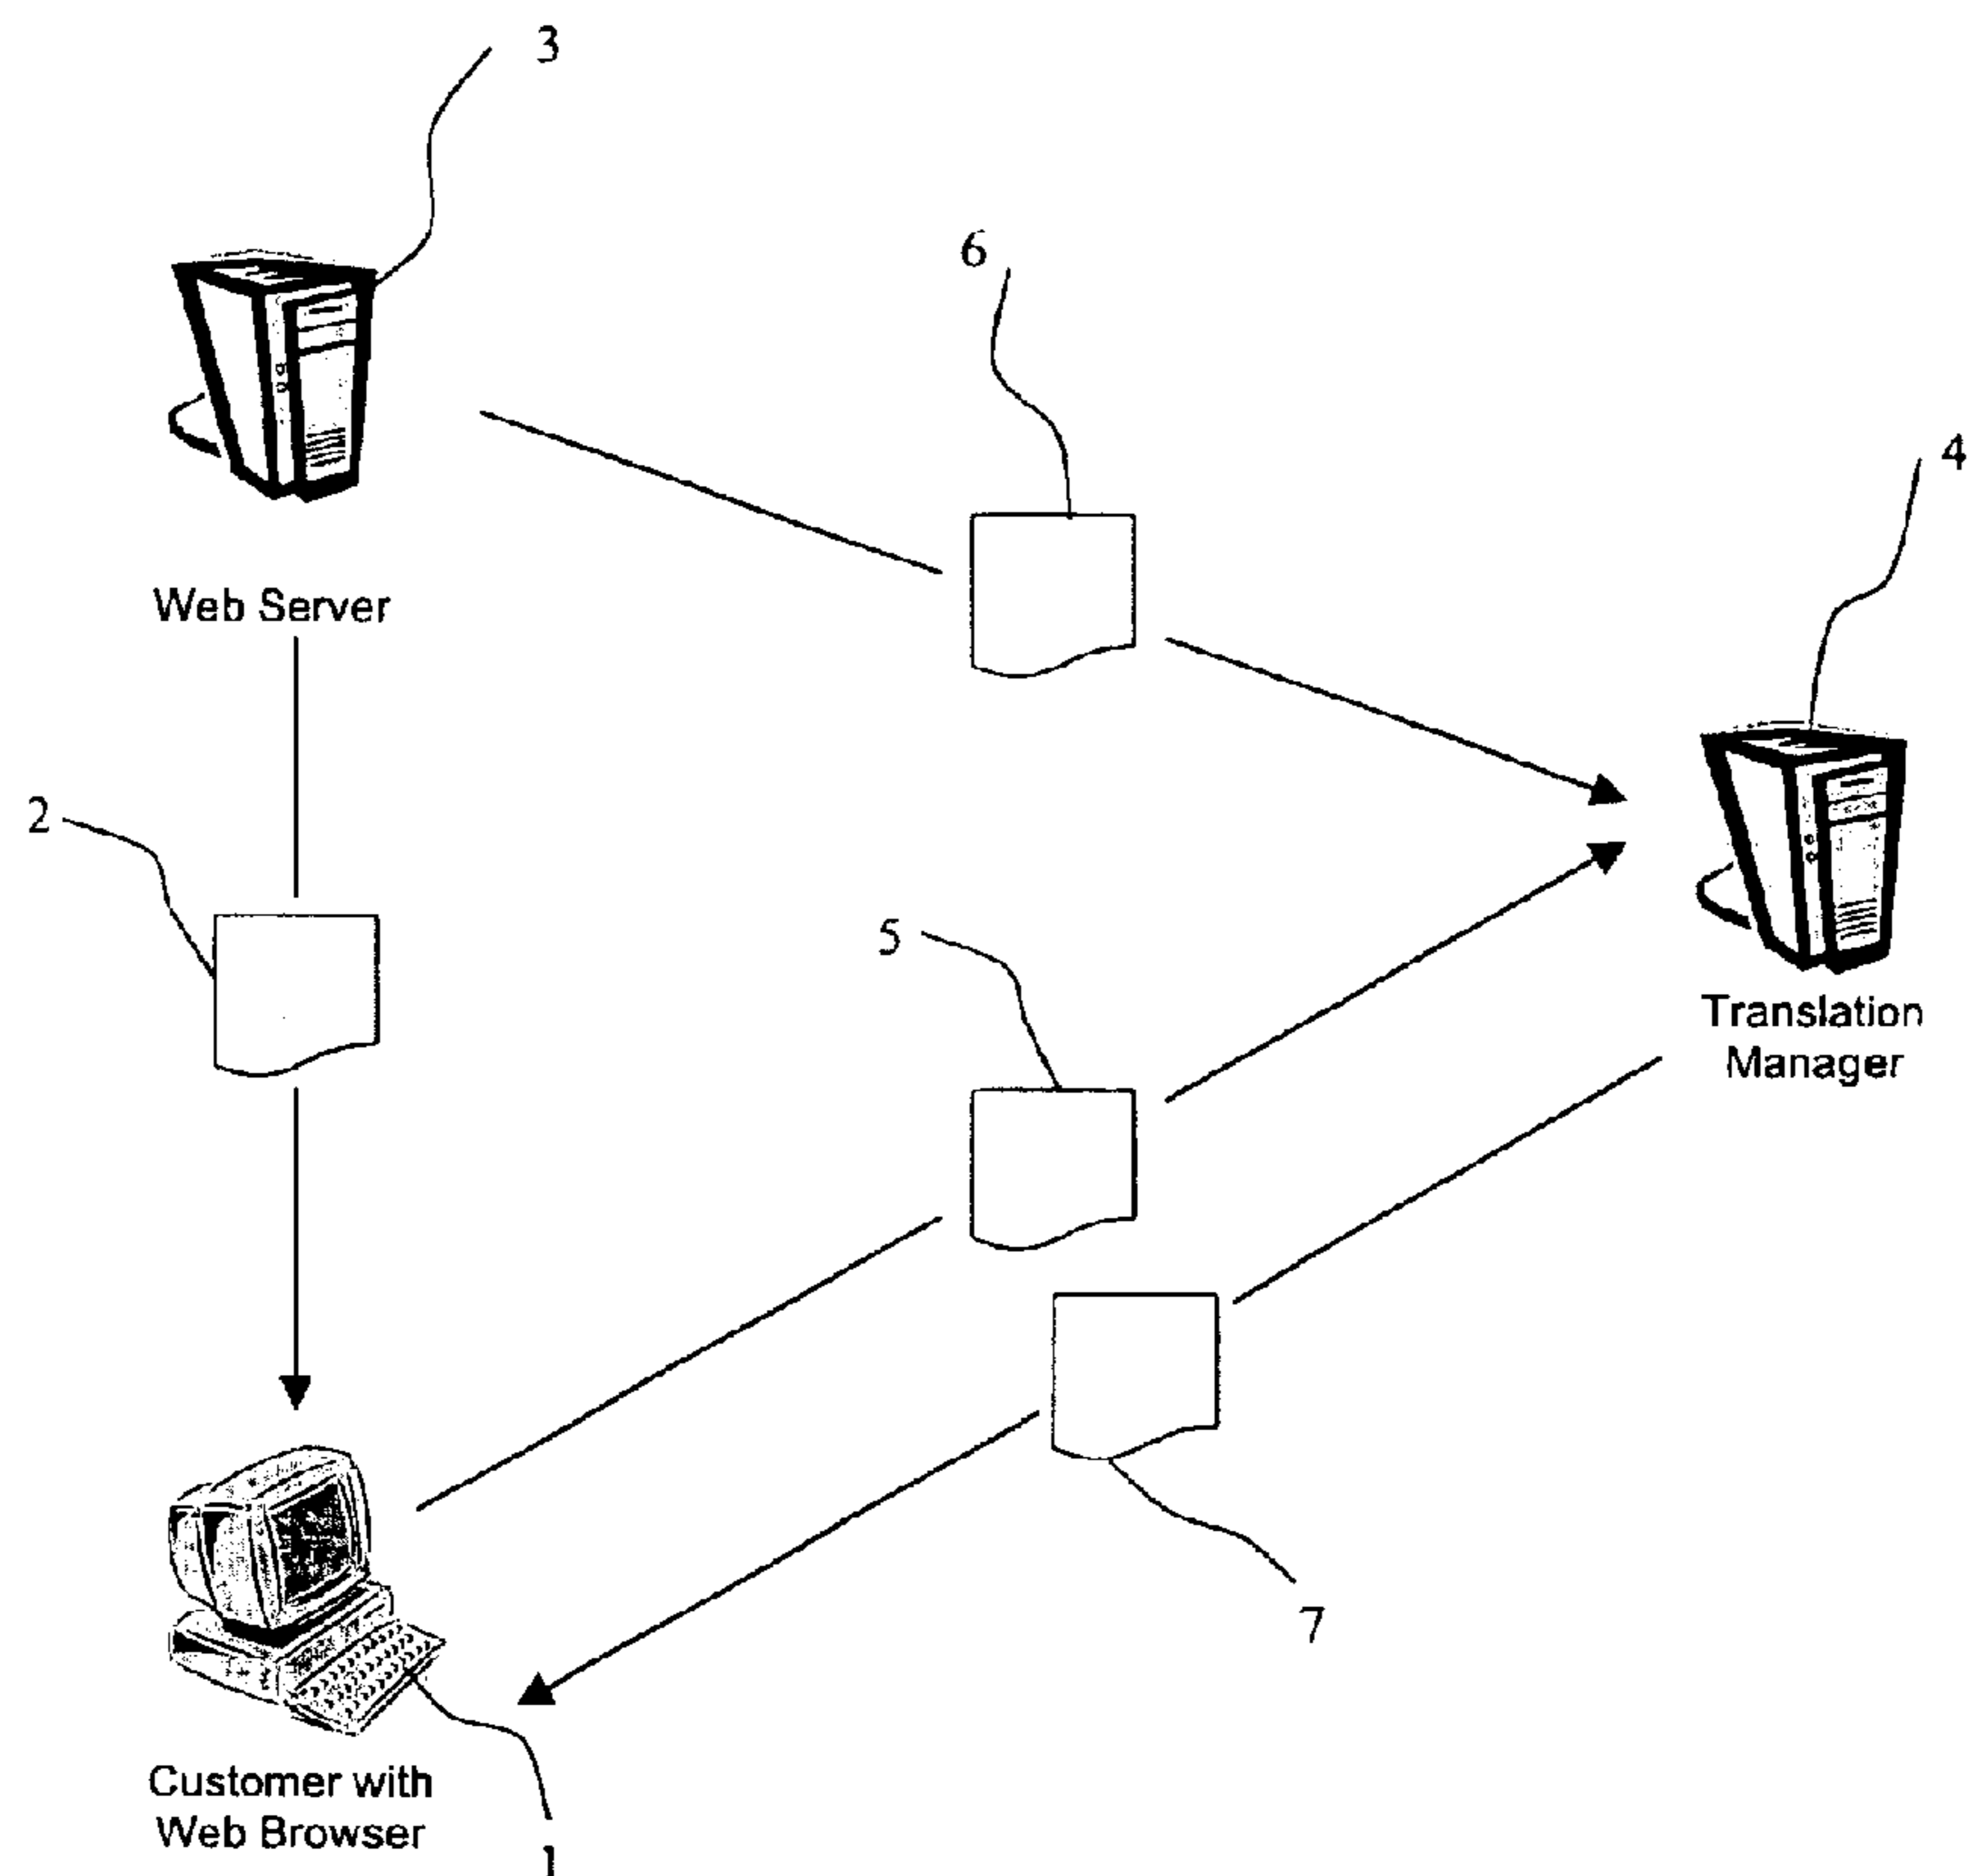 3
6
Web Server
4
2
5
Translation
Manager
7
Customer with
Web Browser
1